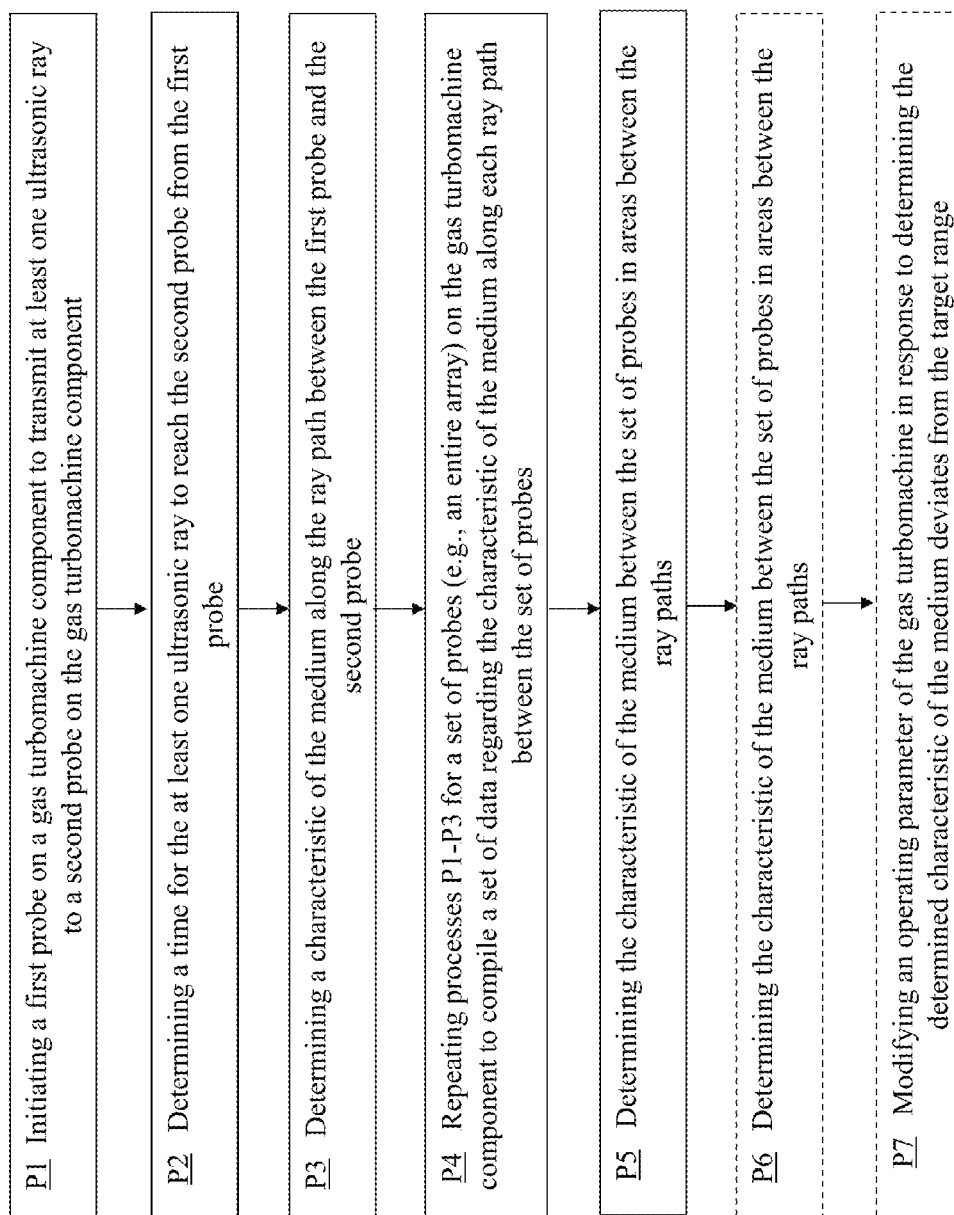 P1 Initiating a first probe on a gas turbomachine component to transmit at least one ultrasonic ray
to a second probe on the gas turbomachine component
P2 Determining a time for the at least one ultrasonic ray to reach the second probe from the first
probe
P3 Determining a characteristic of the medium along the ray path between the first probe and the
second probe
P4 Repeating processes P1-P3 for a set of probes (e.g., an entire array) on the gas turbomachine
component to compile a set of data regarding the characteristic of the medium along each ray path
between the set of probes
P5 Determining the characteristic of the medium between the set of probes in areas between the
ray paths
P6 Determining the characteristic of the medium between the set of probes in areas between the
ray paths
P7 Modifying an operating parameter of the gas turbomachine in response to determining the
determined characteristic of the medium deviates from the target range